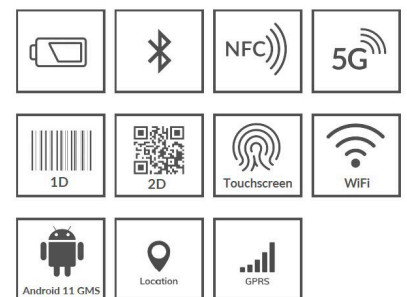 NFC
5G
1D
2D
Touchscreen
WiFi
Android 11 GMS
Location
GPRS